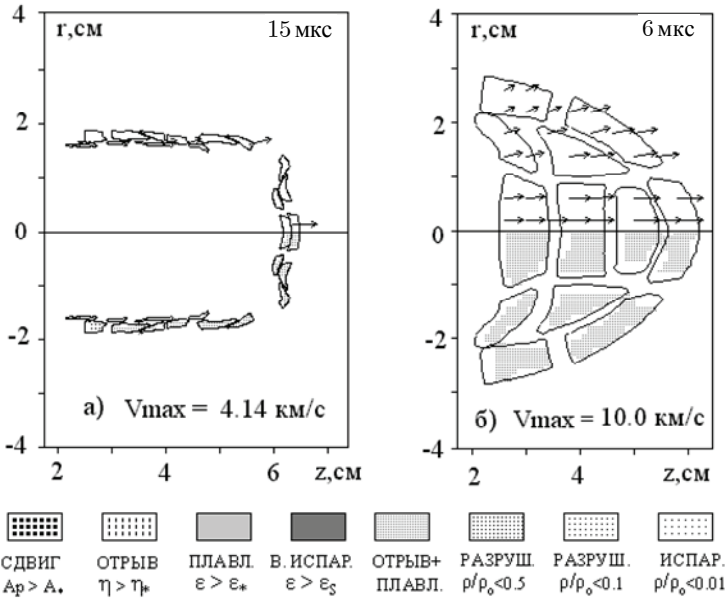 4 r,см 15 мкс
2
0
-2
-4
а) Vmax = 4.14 км/с
2 4 6 z,см
4 r,см 6 мкс
2
0
-2
-4
б) Vmax = 10.0 км/с
2 4 z,см
СДВИГ ОТРЫВ ПЛАВЛ. В. ИСПАР. ОТРЫВ+ РАЗРУШ. РАЗРУШ. ИСПАР.
Ap > A* η > η* ε > ε* ε > εS ПЛАВЛ. ρ/ρo<0.5 ρ/ρo<0.1 ρ/ρo<0.01